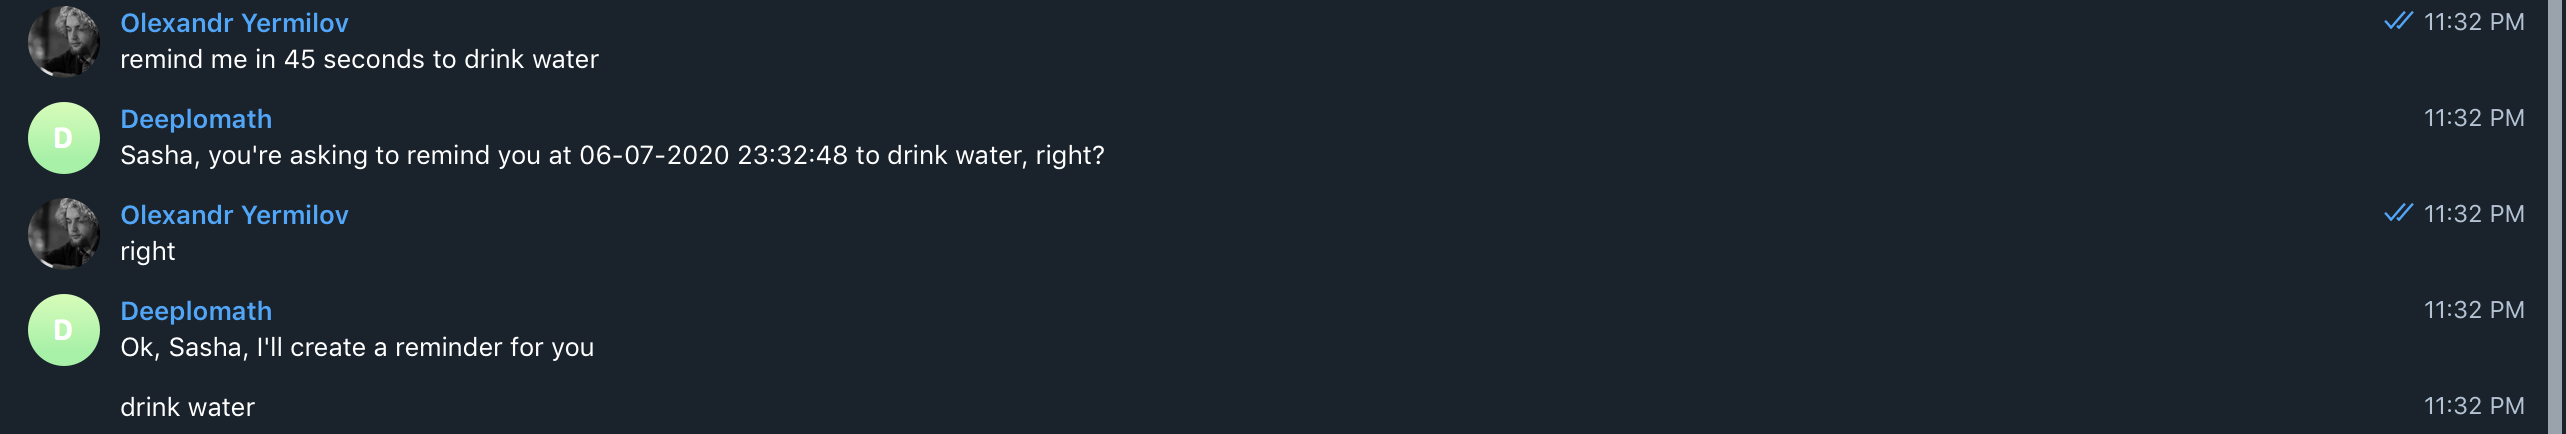 Olexandr Yermilov 11:32 PM
remind me in 45 seconds to drink water
D Deeplomath 11:32 PM
Sasha, you're asking to remind you at 06-07-2020 23:32:48 to drink water, right?
Olexandr Yermilov 11:32 PM
right
D Deeplomath 11:32 PM
Ok, Sasha, I'll create a reminder for you
drink water 11:32 PM